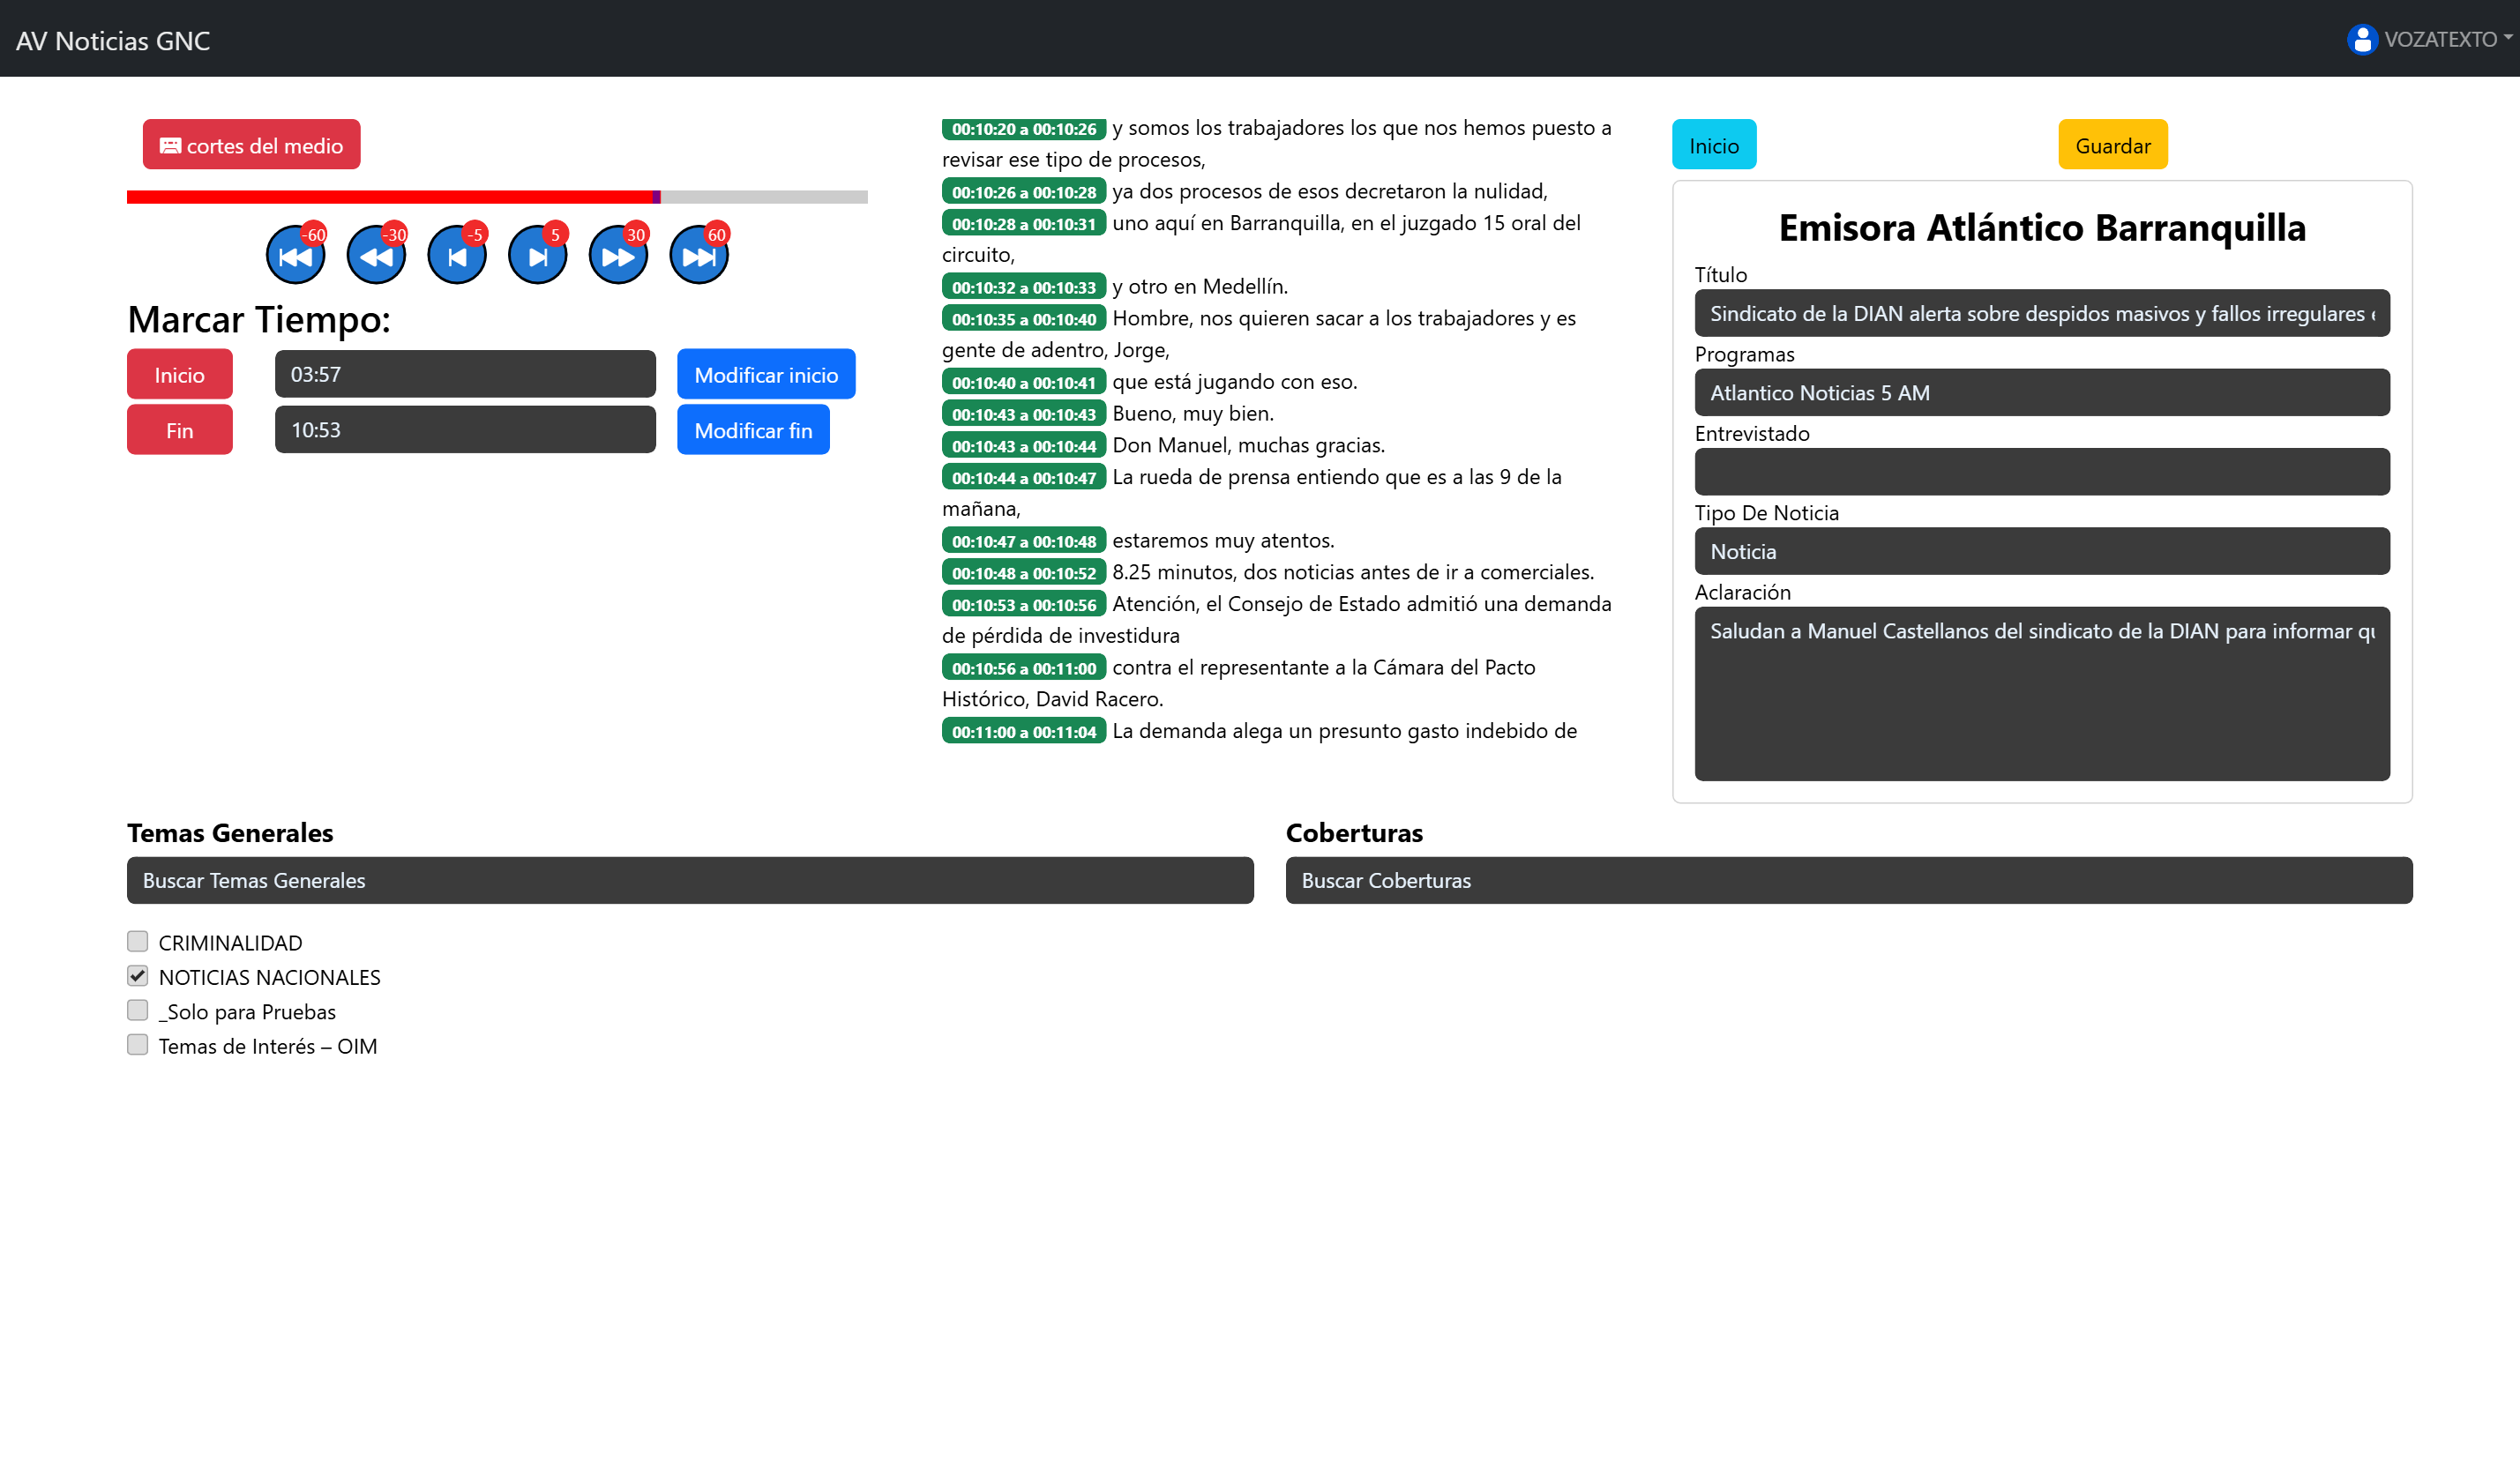 AV Noticias GNC
VOZATEXTO
cortes del medio
-60 -30 -5 5 30 60
Marcar Tiempo:
Inicio 03:57 Modificar inicio
Fin 10:53 Modificar fin
00:10:20 a 00:10:26 y somos los trabajadores los que nos hemos puesto a
revisar ese tipo de procesos,
00:10:26 a 00:10:28 ya dos procesos de esos decretaron la nulidad,
00:10:28 a 00:10:31 uno aquí en Barranquilla, en el juzgado 15 oral del
circuito,
00:10:32 a 00:10:33 y otro en Medellín.
00:10:35 a 00:10:40 Hombre, nos quieren sacar a los trabajadores y es
gente de adentro, Jorge,
00:10:40 a 00:10:41 que está jugando con eso.
00:10:43 a 00:10:43 Bueno, muy bien.
00:10:43 a 00:10:44 Don Manuel, muchas gracias.
00:10:44 a 00:10:47 La rueda de prensa entiendo que es a las 9 de la
mañana,
00:10:47 a 00:10:48 estaremos muy atentos.
00:10:48 a 00:10:52 8.25 minutos, dos noticias antes de ir a comerciales.
00:10:53 a 00:10:56 Atención, el Consejo de Estado admitió una demanda
de pérdida de investidura
00:10:56 a 00:11:00 contra el representante a la Cámara del Pacto
Histórico, David Racero.
00:11:00 a 00:11:04 La demanda alega un presunto gasto indebido de
Inicio
Guardar
Emisora Atlántico Barranquilla
Título
Sindicato de la DIAN alerta sobre despidos masivos y fallos irregulares
Programas
Atlantico Noticias 5 AM
Entrevistado
Tipo De Noticia
Noticia
Aclaración
Saludan a Manuel Castellanos del sindicato de la DIAN para informar
Temas Generales
Buscar Temas Generales
CRIMINALIDAD
NOTICIAS NACIONALES
_Solo para Pruebas
Temas de Interés – OIM
Coberturas
Buscar Coberturas